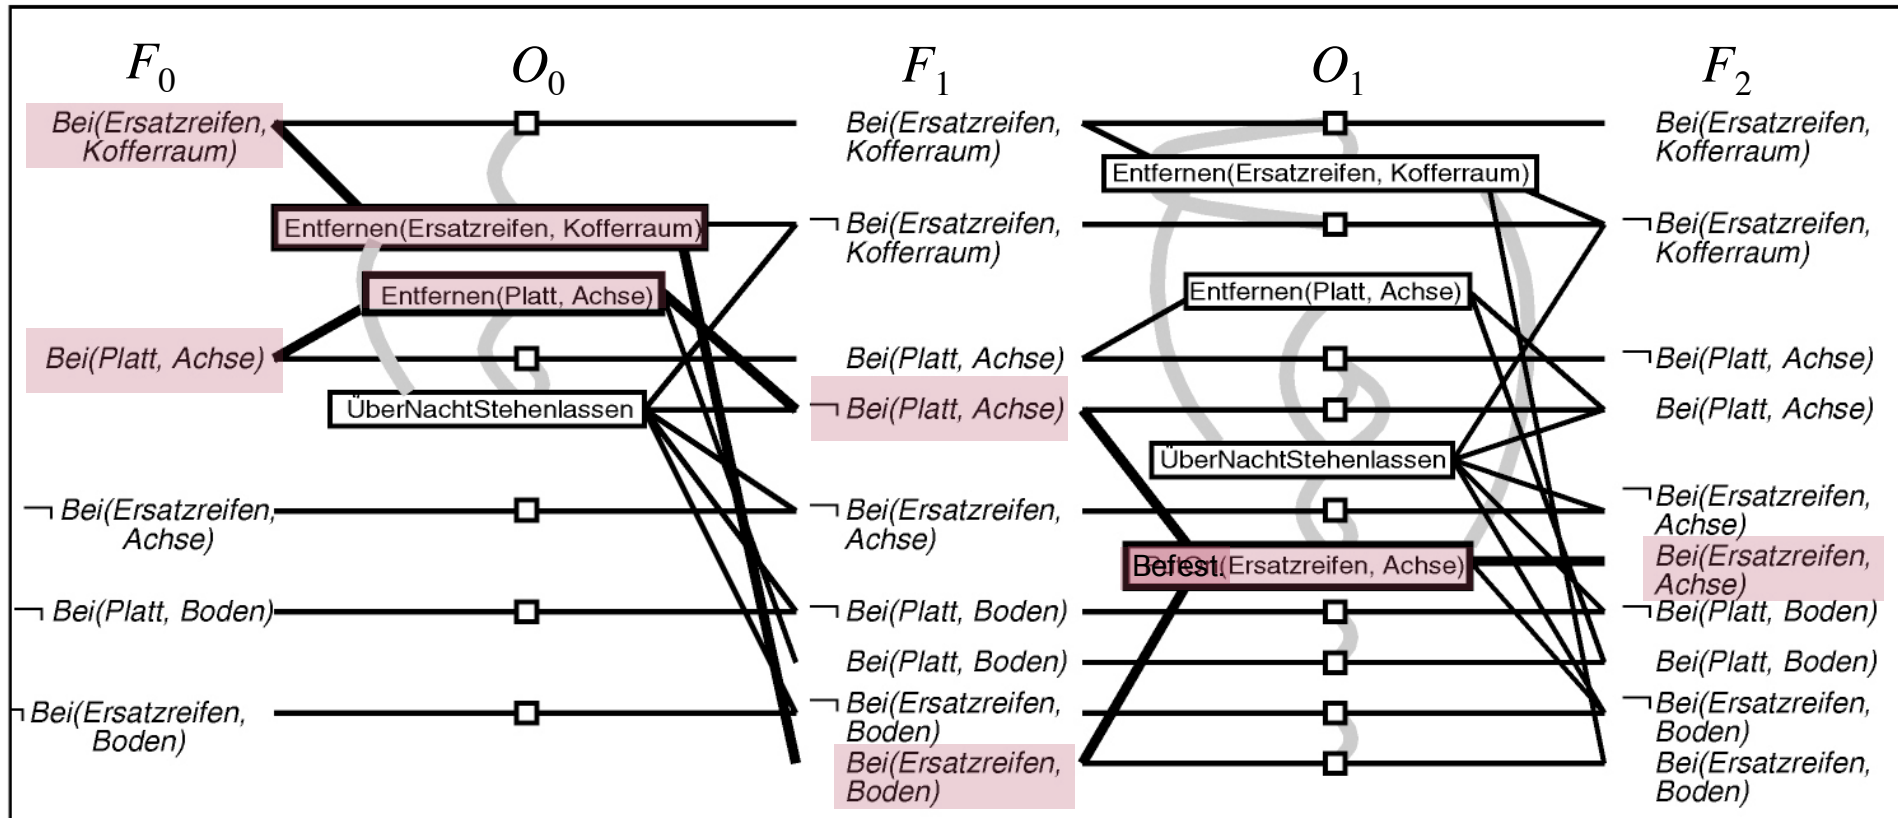 F0 O0 F1 O1 F2
Bei(Ersatzreifen,
Kofferraum)
Bei(Platt, Achse)
¬ Bei(Ersatzreifen,
Achse)
¬ Bei(Platt, Boden)
¬ Bei(Ersatzreifen,
Boden)
Entfernen(Ersatzreifen, Kofferraum)
Entfernen(Platt, Achse)
ÜberNachtStehenlassen
Bei(Ersatzreifen,
Kofferraum)
¬ Bei(Ersatzreifen,
Kofferraum)
Bei(Platt, Achse)
¬ Bei(Platt, Achse)
¬ Bei(Ersatzreifen,
Achse)
¬ Bei(Platt, Boden)
Bei(Platt, Boden)
¬ Bei(Ersatzreifen,
Boden)
Bei(Ersatzreifen,
Boden)
Entfernen(Ersatzreifen, Kofferraum)
Entfernen(Platt, Achse)
ÜberNachtStehenlassen
Befest.(Ersatzreifen, Achse)
Bei(Ersatzreifen,
Kofferraum)
¬ Bei(Ersatzreifen,
Kofferraum)
¬ Bei(Platt, Achse)
Bei(Platt, Achse)
¬ Bei(Ersatzreifen,
Achse)
Bei(Ersatzreifen,
Achse)
¬ Bei(Platt, Boden)
Bei(Platt, Boden)
¬ Bei(Ersatzreifen,
Boden)
Bei(Ersatzreifen,
Boden)